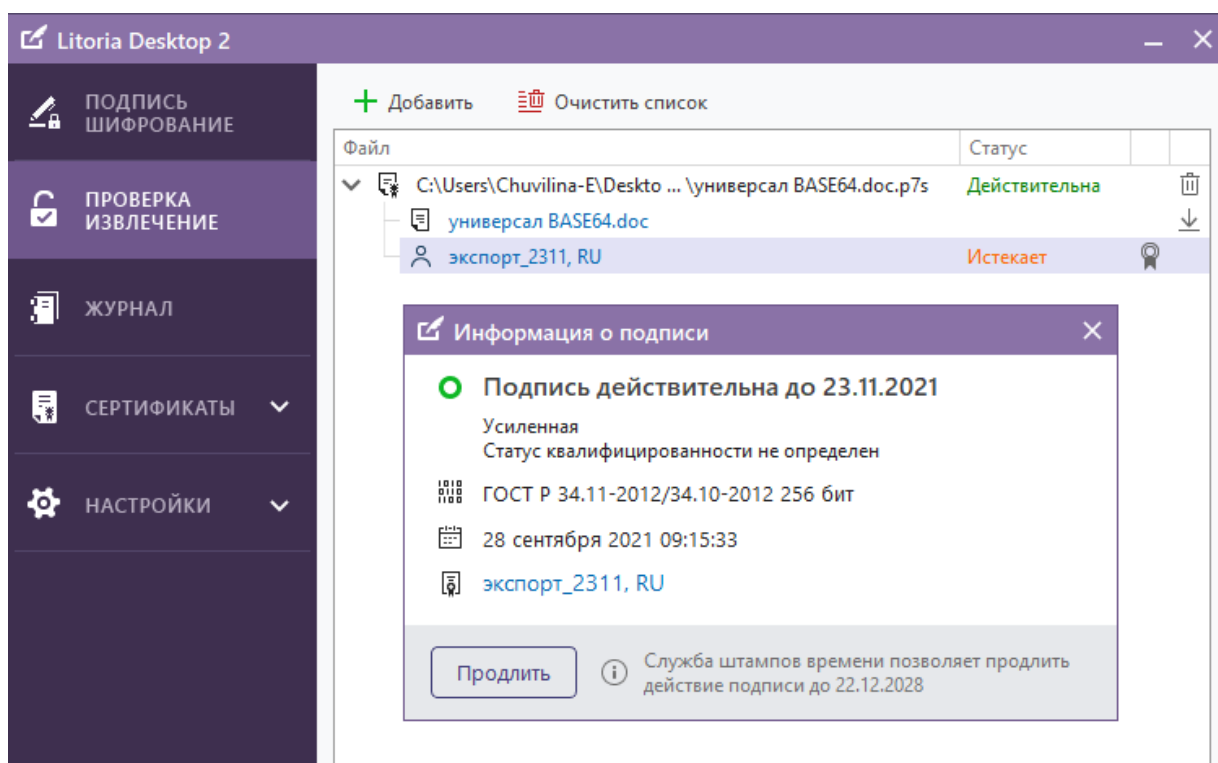 Litoria Desktop 2
ПОДПИСЬ
ШИФРОВАНИЕ
ПРОВЕРКА
ИЗВЛЕЧЕНИЕ
ЖУРНАЛ
СЕРТИФИКАТЫ
НАСТРОЙКИ
Добавить Очистить список
Файл Статус
C:\Users\Chuvilina-E\Deskto ... \универсал BASE64.doc.p7s Действительна
универсал BASE64.doc
экспорт_2311, RU Истекает
Информация о подписи
Подпись действительна до 23.11.2021
Усиленная
Статус квалифицированности не определен
ГОСТ Р 34.11-2012/34.10-2012 256 бит
28 сентября 2021 09:15:33
экспорт_2311, RU
Продлить
Служба штампов времени позволяет продлить
действие подписи до 22.12.2028